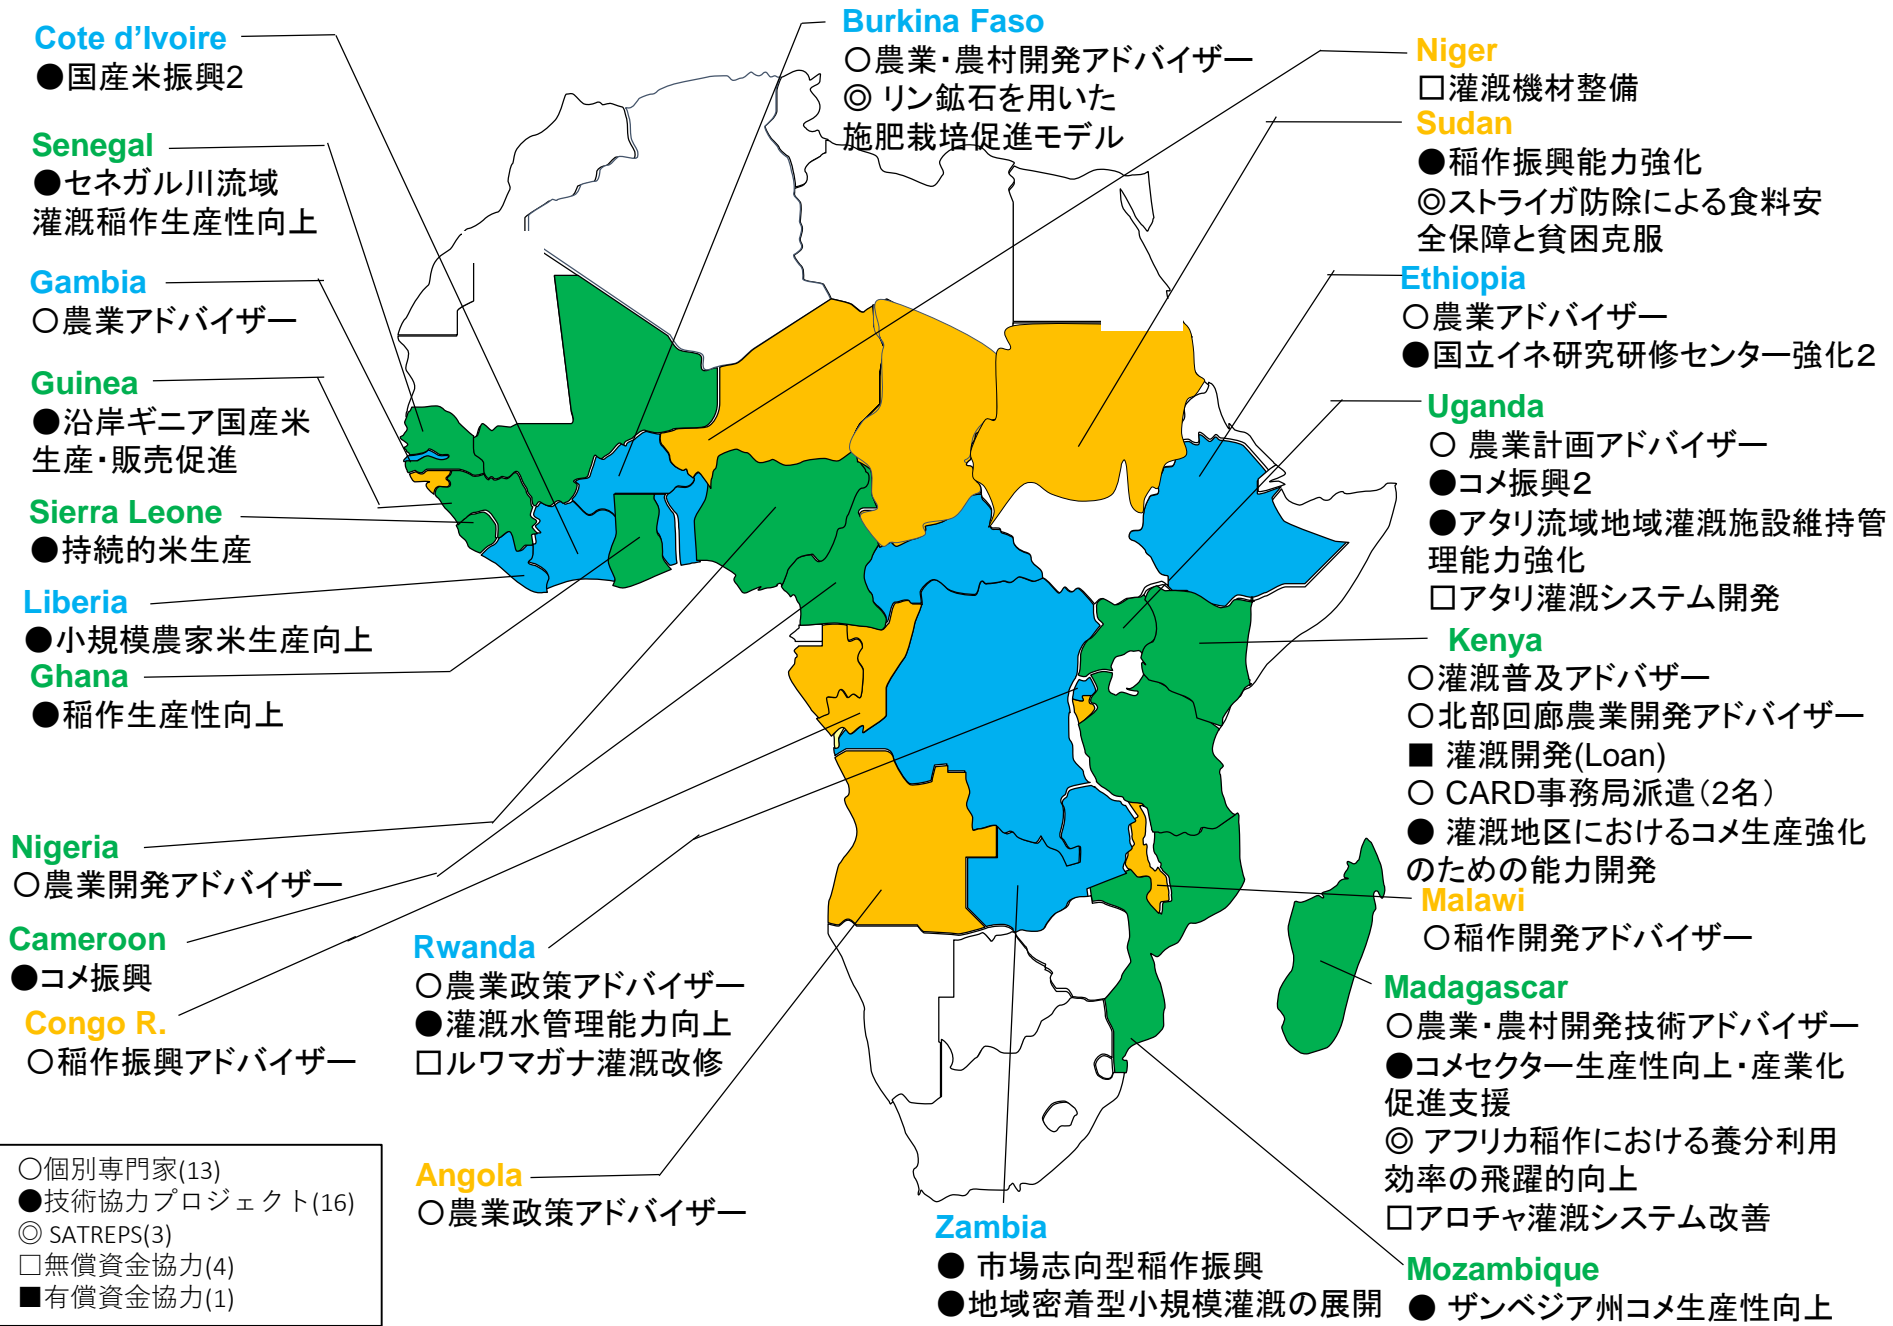 Cote d'Ivoire
●国産米振興2
Senegal
●セネガル川流域
灌漑稲作生産性向上
Gambia
○農業アドバイザー
Guinea
●沿岸ギニア国産米
生産・販売促進
Sierra Leone
●持続的米生産
Liberia
●小規模農家米生産向上
Ghana
●稲作生産性向上
Nigeria
○農業開発アドバイザー
Cameroon
●コメ振興
Congo R.
○稲作振興アドバイザー
○個別専門家(13)
●技術協力プロジェクト(16)
◎ SATREPS(3)
□無償資金協力(4)
■有償資金協力(1)
Burkina Faso
○農業・農村開発アドバイザー
◎ リン鉱石を用いた
施肥栽培促進モデル
Rwanda
○農業政策アドバイザー
●灌漑水管理能力向上
□ルワマガナ灌漑改修
Angola
○農業政策アドバイザー
Zambia
● 市場志向型稲作振興
●地域密着型小規模灌漑の展開
Niger
□灌漑機材整備
Sudan
●稲作振興能力強化
◎ストライガ防除による食料安
全保障と貧困克服
Ethiopia
○農業アドバイザー
●国立イネ研究研修センター強化2
Uganda
○ 農業計画アドバイザー
●コメ振興2
●アタリ流域地域灌漑施設維持管
理能力強化
□アタリ灌漑システム開発
Kenya
○灌漑普及アドバザー
○北部回廊農業開発アドバイザー
■ 灌漑開発(Loan)
○ CARD事務局派遣(2名)
● 灌漑地区におけるコメ生産強化
のための能力開発
Malawi
○稲作開発アドバイザー
Madagascar
○農業・農村開発技術アドバイザー
●コメセクター生産性向上・産業化
促進支援
◎ アフリカ稲作における養分利用
効率の飛躍的向上
□アロチャ灌漑システム改善
Mozambique
● ザンベジア州コメ生産性向上